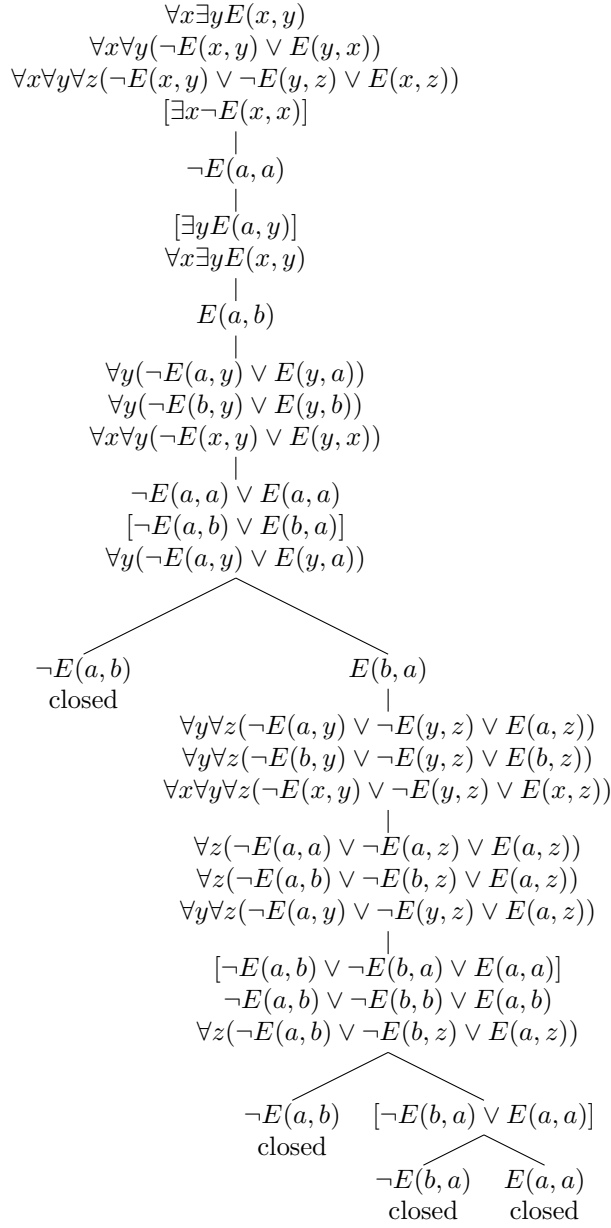 ∀x∃yE(x, y)
∀x∀y(¬E(x, y) ∨ E(y, x))
∀x∀y∀z(¬E(x, y) ∨ ¬E(y, z) ∨ E(x, z))
[∃x¬E(x, x)]
¬E(a, a)
[∃yE(a, y)]
∀x∃yE(x, y)
E(a, b)
∀y(¬E(a, y) ∨ E(y, a))
∀y(¬E(b, y) ∨ E(y, b))
∀x∀y(¬E(x, y) ∨ E(y, x))
¬E(a, a) ∨ E(a, a)
[¬E(a, b) ∨ E(b, a)]
∀y(¬E(a, y) ∨ E(y, a))
¬E(a, b) E(b, a)
closed
∀y∀z(¬E(a, y) ∨ ¬E(y, z) ∨ E(a, z))
∀y∀z(¬E(b, y) ∨ ¬E(y, z) ∨ E(b, z))
∀x∀y∀z(¬E(x, y) ∨ ¬E(y, z) ∨ E(x, z))
∀z(¬E(a, a) ∨ ¬E(a, z) ∨ E(a, z))
∀z(¬E(a, b) ∨ ¬E(b, z) ∨ E(a, z))
∀y∀z(¬E(a, y) ∨ ¬E(y, z) ∨ E(a, z))
[¬E(a, b) ∨ ¬E(b, a) ∨ E(a, a)]
¬E(a, b) ∨ ¬E(b, b) ∨ E(a, b)
∀z(¬E(a, b) ∨ ¬E(b, z) ∨ E(a, z))
¬E(a, b) [¬E(b, a) ∨ E(a, a)]
closed
¬E(b, a) E(a, a)
closed closed